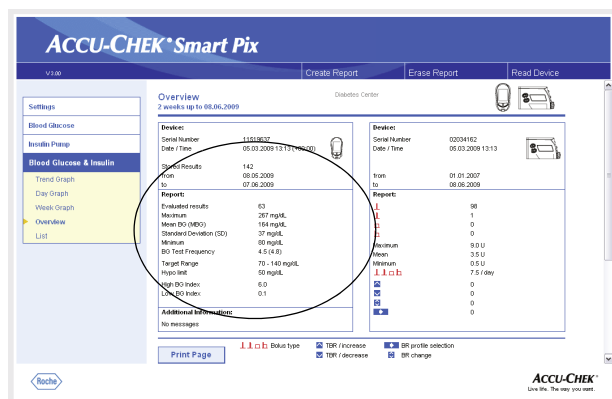 ACCU-CHEK® Smart Pix
V 3.00
Create Report Erase Report Read Device
Settings
Blood Glucose
Insulin Pump
Blood Glucose & Insulin
Trend Graph
Day Graph
Week Graph
Overview
List
Overview
2 weeks up to 08.06.2009
Diabetes Center
Device:
Serial Number 11519637
Date / Time 05.03.2009 13:13 (+00:00)
Stored Results 142
from 08.05.2009
to 07.06.2009
Report:
Evaluated results 63
Maximum 267 mg/dL
Mean BG (MBG) 164 mg/dL
Standard Deviation (SD) 37 mg/dL
Minimum 80 mg/dL
BG Test Frequency 4.5 (4.8)
Target Range 70 - 140 mg/dL
Hypo limit 50 mg/dL
High BG Index 6.0
Low BG Index 0.1
Additional Information:
No messages
Device:
Serial Number 02034162
Date / Time 05.03.2009 13:13
from 01.01.2007
to 08.06.2009
Report:
98
1
0
0
Maximum 9.0 U
Mean 3.5 U
Minimum 0.5 U
7.5 / day
0
0
0
0
Print Page
Bolus type TBR / increase BR profile selection
TBR / decrease BR change
Roche
ACCU-CHEK®
Live life. The way you want.